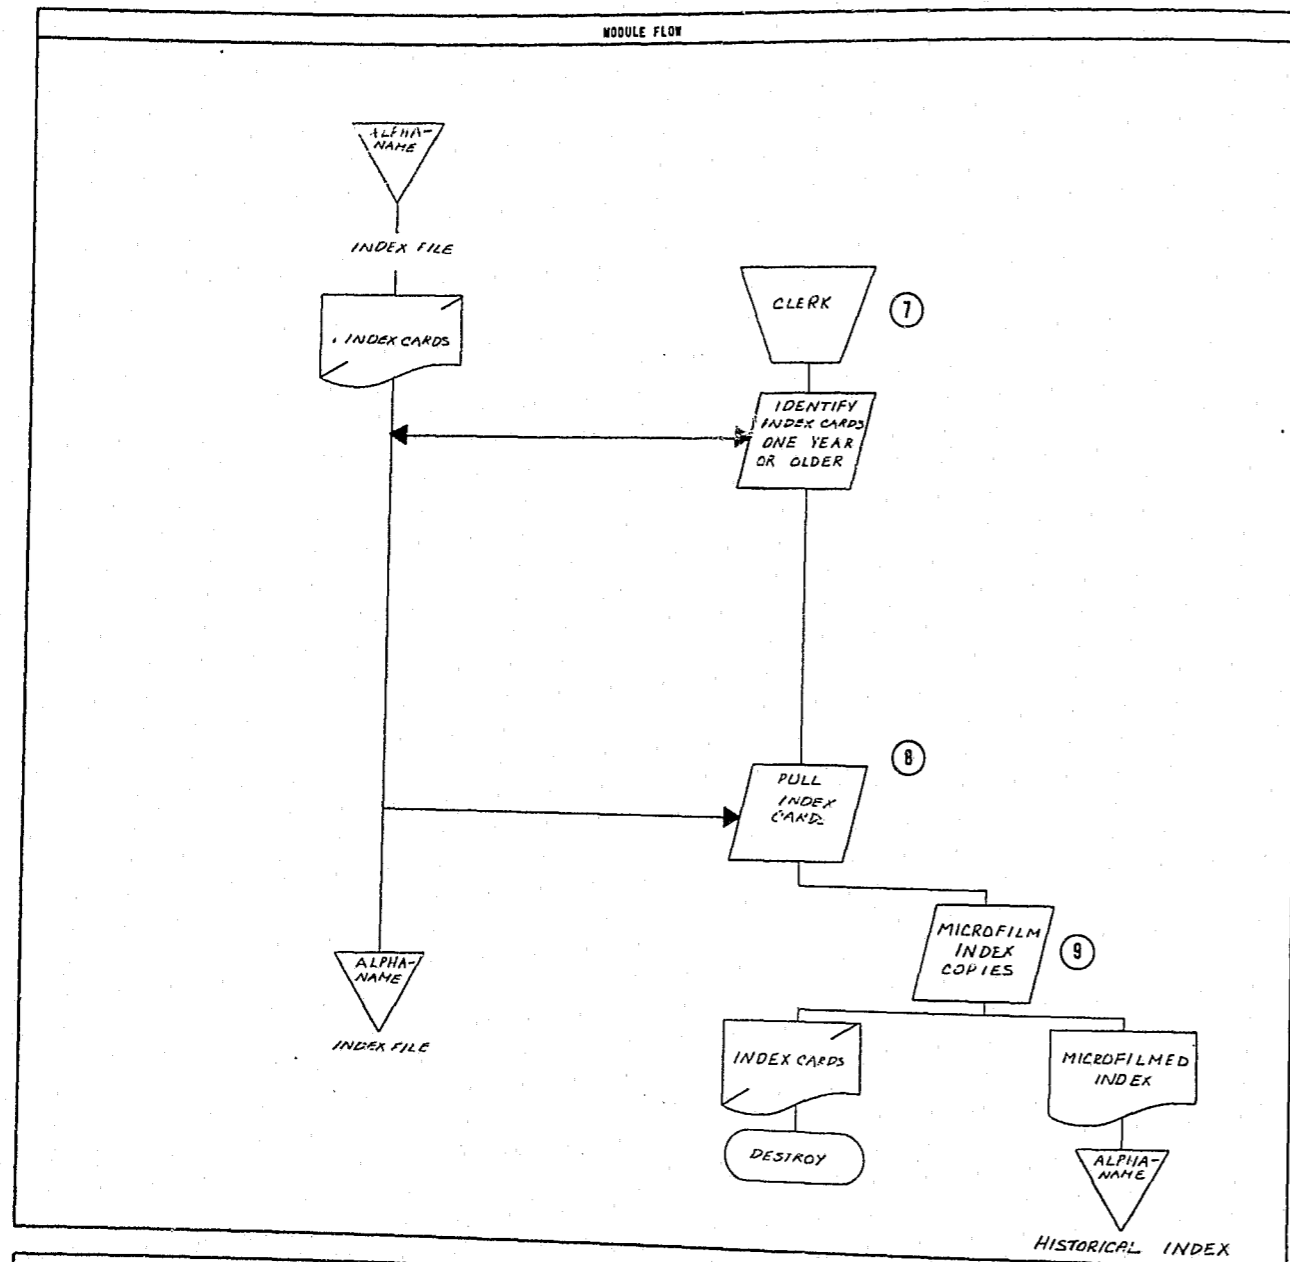 MODULE FLOW
ALPHA-
NAME
INDEX FILE
INDEX CARDS
CLERK
7
IDENTIFY
INDEX CARDS
ONE YEAR
OR OLDER
8
PULL
INDEX
CARDS
MICROFILM
INDEX
COPIES
9
ALPHA-
NAME
INDEX FILE
INDEX CARDS
DESTROY
MICROFILMED
INDEX
ALPHA-
NAME
HISTORICAL INDEX